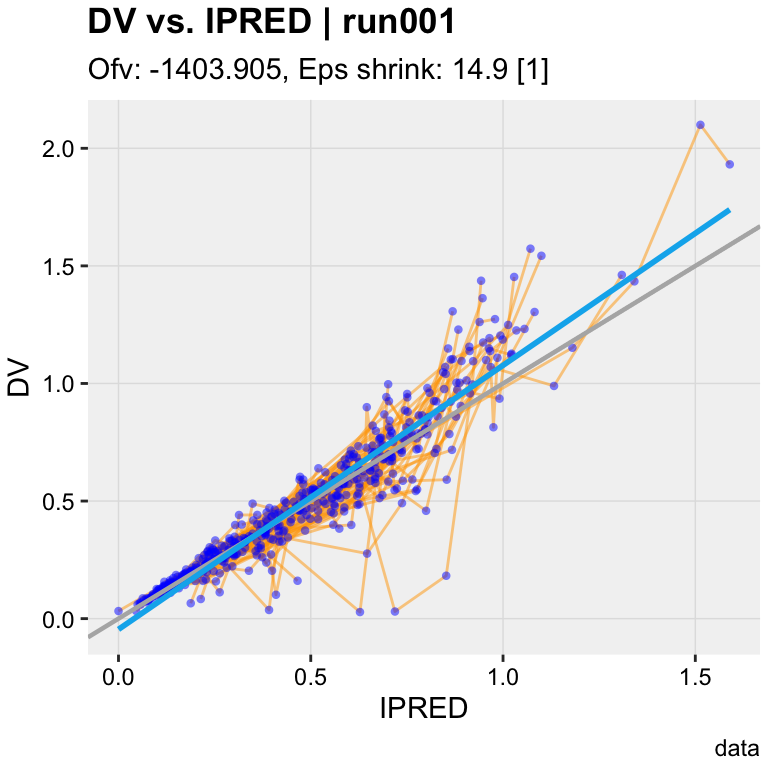 DV vs. IPRED | run001
Ofv: -1403.905, Eps shrink: 14.9 [1]
2.0
1.5
1.0
0.5
0.0
DV
0.0 0.5 1.0 1.5
IPRED
data